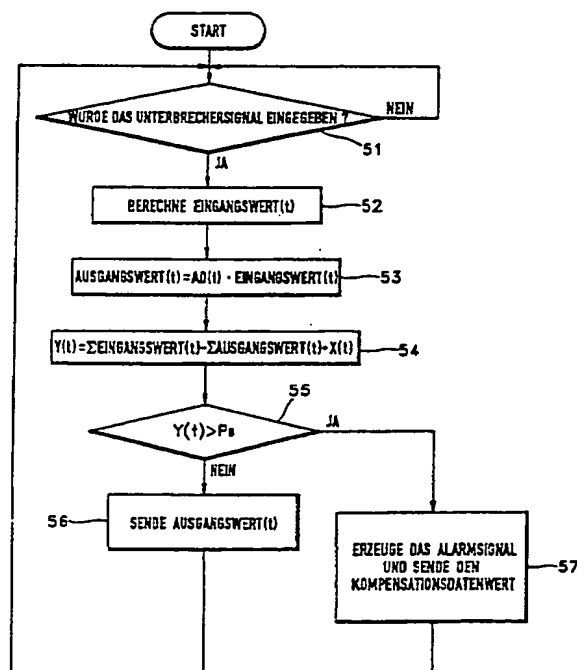 START
WURDE DAS UNTERBRECHERSIGNAL EINGEGEBEN ?
NEIN
51
JA
BERECHNE EINGANGSWERT(t)
52
AUSGANGSWERT(t)=AD(t) - EINGANGSWERT(t)
53
Y(t)=ΣEINGANGSWERT(t)-ΣAUSGANGSWERT(t)-X(t)
54
55
Y(t)>Ps
JA
NEIN
56
SENDE AUSGANGSWERT(t)
ERZEUGE DAS ALARMSIGNAL
UND SENDE DEN
KOMPENSATIONSDATENWERT
57